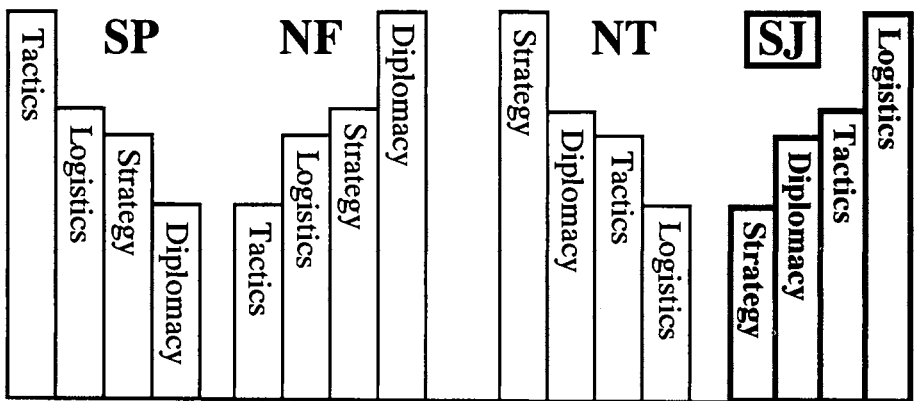 SP
Tactics
Logistics
Strategy
Diplomacy
NF
Tactics
Logistics
Strategy
Diplomacy
NT
Strategy
Diplomacy
Tactics
Logistics
SJ
Strategy
Diplomacy
Tactics
Logistics